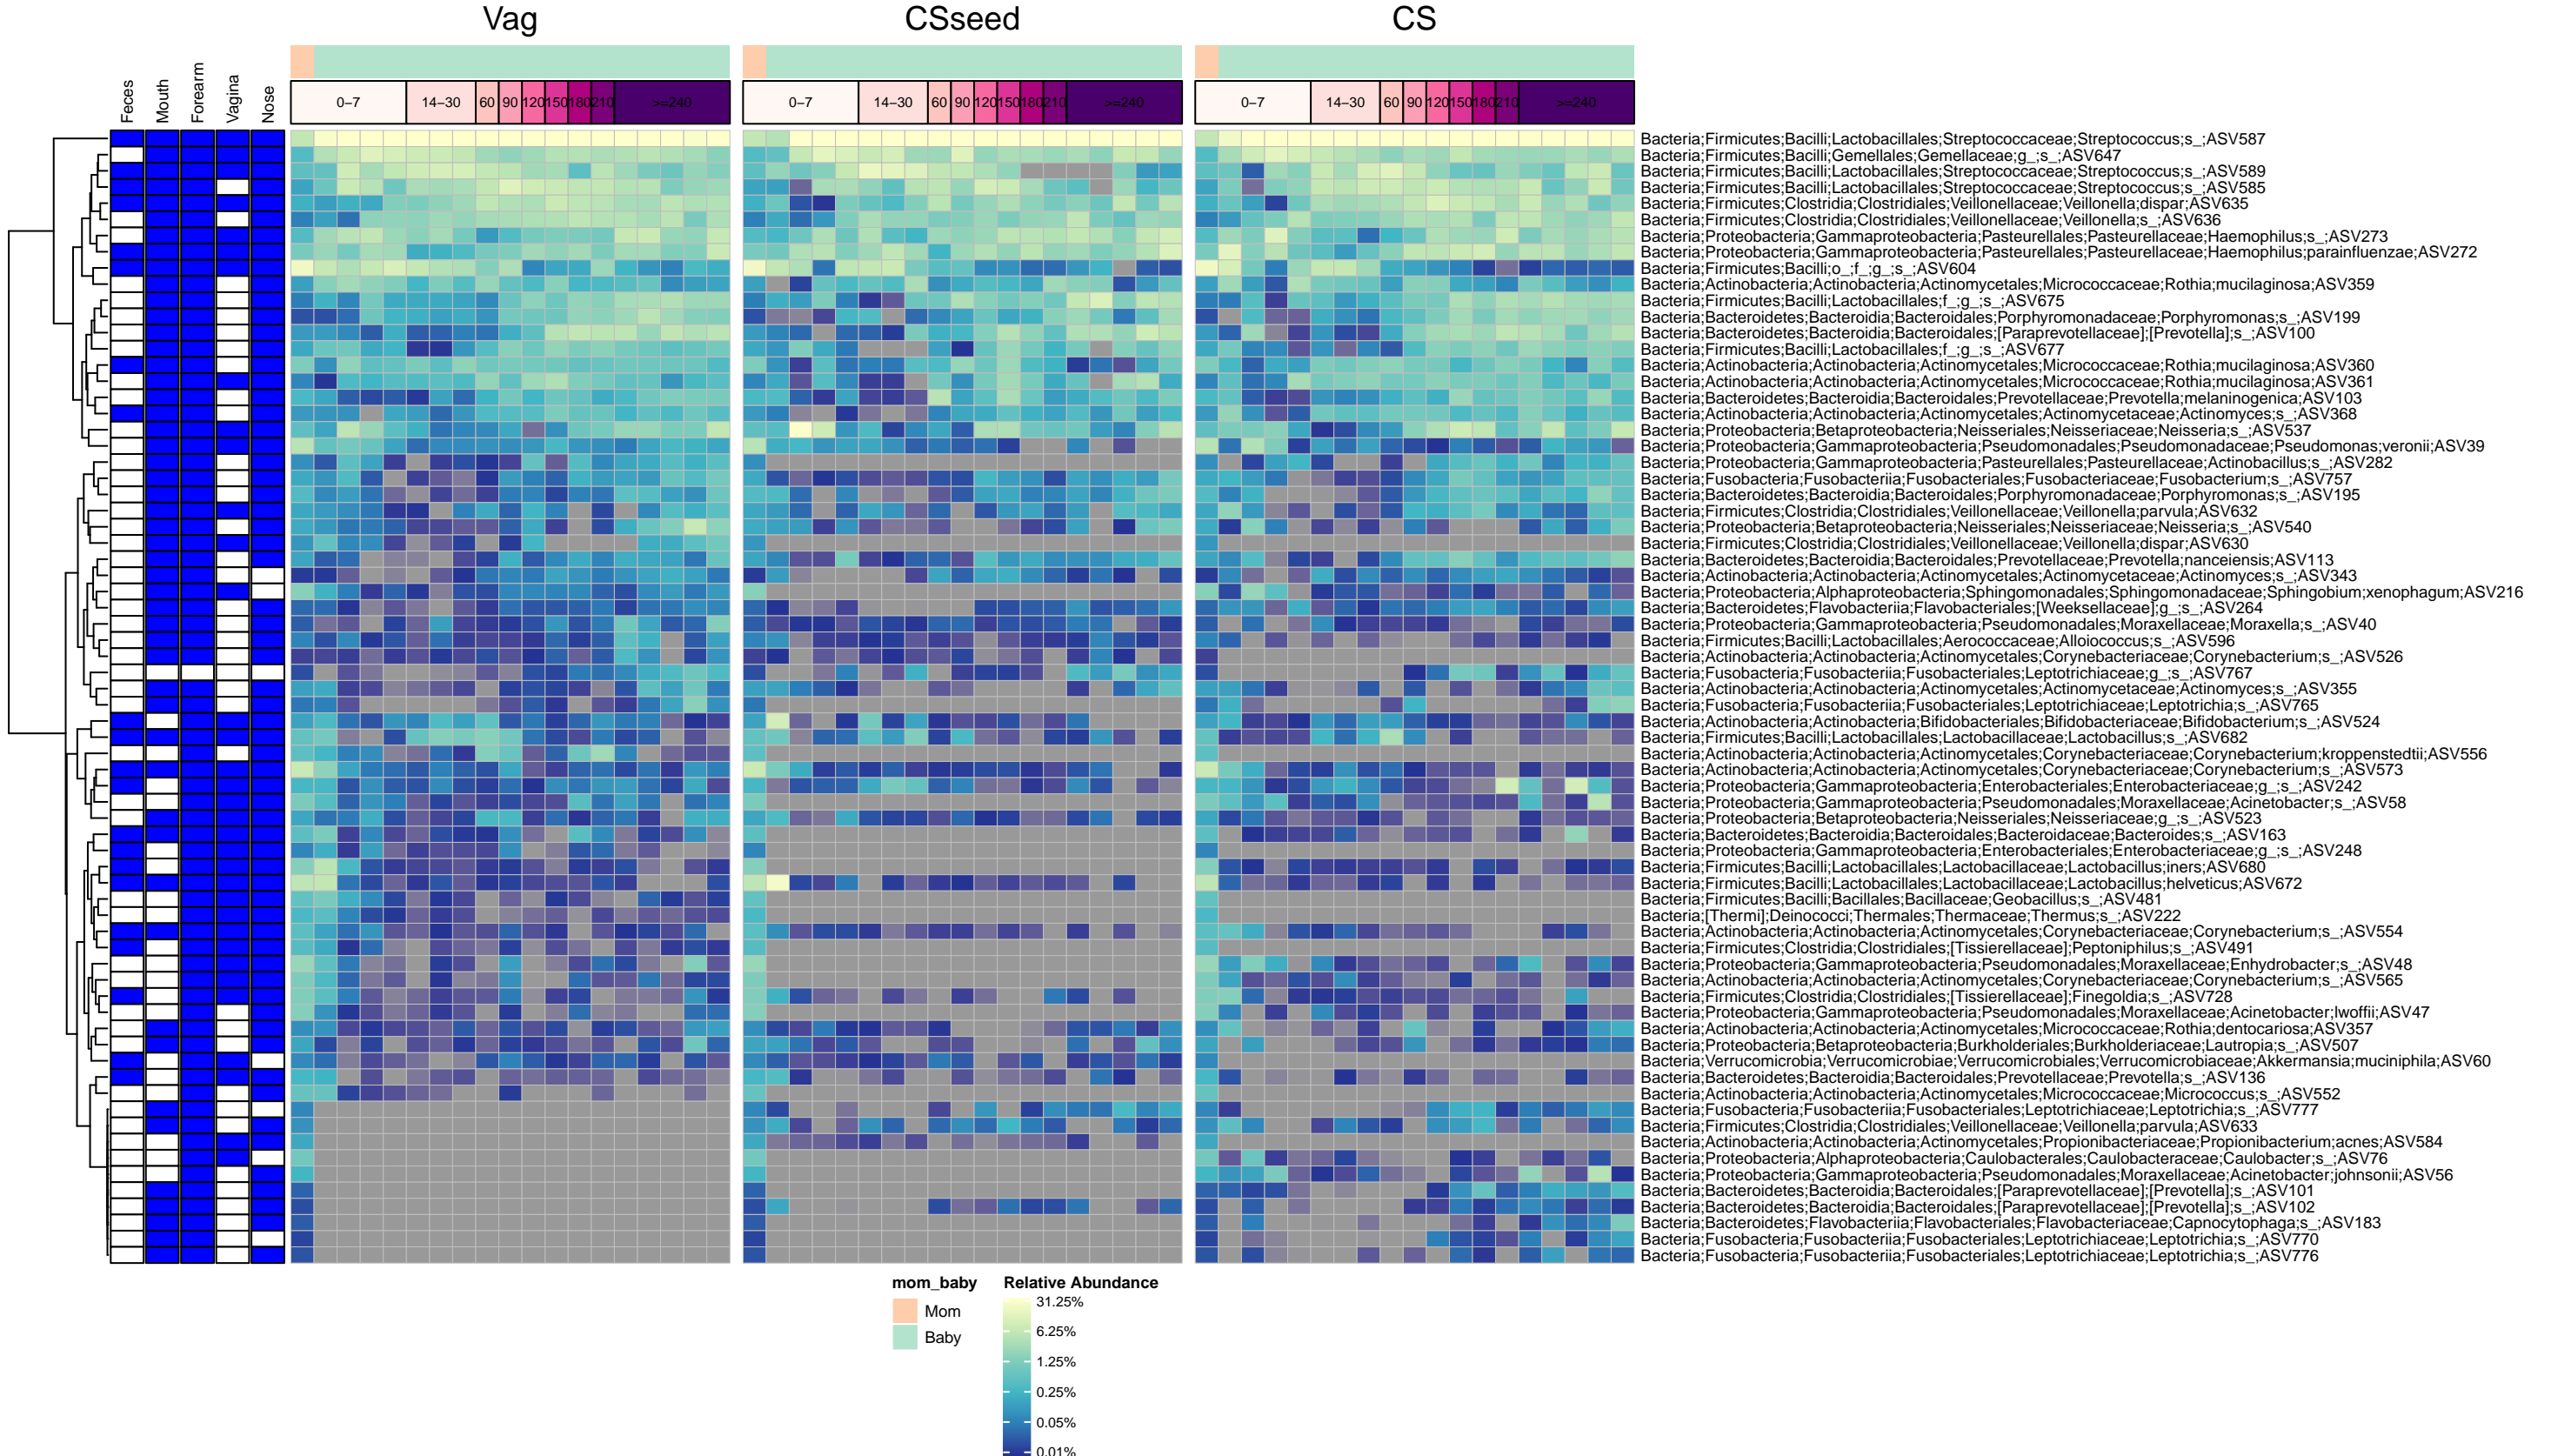 Vag
CSseed
CS
Feces
Mouth
Forearm
Vagina
Nose
0–7
14–30
60
90
120
150
180
210
>=240
0–7
14–30
60
90
120
150
180
210
>=240
0–7
14–30
60
90
120
150
180
210
>=240
Bacteria;Firmicutes;Bacilli;Lactobacillales;Streptococcaceae;Streptococcus;s_;ASV587
Bacteria;Firmicutes;Bacilli;Gemellales;Gemellaceae;g_;s_;ASV647
Bacteria;Firmicutes;Bacilli;Lactobacillales;Streptococcaceae;Streptococcus;s_;ASV589
Bacteria;Firmicutes;Bacilli;Lactobacillales;Streptococcaceae;Streptococcus;s_;ASV585
Bacteria;Firmicutes;Clostridia;Clostridiales;Veillonellaceae;Veillonella;dispar;ASV635
Bacteria;Firmicutes;Clostridia;Clostridiales;Veillonellaceae;Veillonella;s_;ASV636
Bacteria;Proteobacteria;Gammaproteobacteria;Pasteurellales;Pasteurellaceae;Haemophilus;s_;ASV273
Bacteria;Proteobacteria;Gammaproteobacteria;Pasteurellales;Pasteurellaceae;Haemophilus;parainfluenzae;ASV272
Bacteria;Firmicutes;Bacilli;o_;f_;g_;s_;ASV604
Bacteria;Actinobacteria;Actinobacteria;Actinomycetales;Micrococcaceae;Rothia;mucilaginosa;ASV359
Bacteria;Firmicutes;Bacilli;Lactobacillales;f_;g_;s_;ASV675
Bacteria;Bacteroidetes;Bacteroidia;Bacteroidales;Porphyromonadaceae;Porphyromonas;s_;ASV199
Bacteria;Bacteroidetes;Bacteroidia;Bacteroidales;[Paraprevotellaceae];[Prevotella];s_;ASV100
Bacteria;Firmicutes;Bacilli;Lactobacillales;f_;g_;s_;ASV677
Bacteria;Actinobacteria;Actinobacteria;Actinomycetales;Micrococcaceae;Rothia;mucilaginosa;ASV360
Bacteria;Actinobacteria;Actinobacteria;Actinomycetales;Micrococcaceae;Rothia;mucilaginosa;ASV361
Bacteria;Bacteroidetes;Bacteroidia;Bacteroidales;Prevotellaceae;Prevotella;melaninogenica;ASV103
Bacteria;Actinobacteria;Actinobacteria;Actinomycetales;Actinomycetaceae;Actinomyces;s_;ASV368
Bacteria;Proteobacteria;Betaproteobacteria;Neisseriales;Neisseriaceae;Neisseria;s_;ASV537
Bacteria;Proteobacteria;Gammaproteobacteria;Pseudomonadales;Pseudomonadaceae;Pseudomonas;veronii;ASV39
Bacteria;Proteobacteria;Gammaproteobacteria;Pasteurellales;Pasteurellaceae;Actinobacillus;s_;ASV282
Bacteria;Fusobacteria;Fusobacteriia;Fusobacteriales;Fusobacteriaceae;Fusobacterium;s_;ASV757
Bacteria;Bacteroidetes;Bacteroidia;Bacteroidales;Porphyromonadaceae;Porphyromonas;s_;ASV195
Bacteria;Firmicutes;Clostridia;Clostridiales;Veillonellaceae;Veillonella;parvula;ASV632
Bacteria;Proteobacteria;Betaproteobacteria;Neisseriales;Neisseriaceae;Neisseria;s_;ASV540
Bacteria;Firmicutes;Clostridia;Clostridiales;Veillonellaceae;Veillonella;dispar;ASV630
Bacteria;Bacteroidetes;Bacteroidia;Bacteroidales;Prevotellaceae;Prevotella;nanceiensis;ASV113
Bacteria;Actinobacteria;Actinobacteria;Actinomycetales;Actinomycetaceae;Actinomyces;s_;ASV343
Bacteria;Proteobacteria;Alphaproteobacteria;Sphingomonadales;Sphingomonadaceae;Sphingobium;xenophagum;ASV216
Bacteria;Bacteroidetes;Flavobacteriia;Flavobacteriales;[Weeksellaceae];g_;s_;ASV264
Bacteria;Proteobacteria;Gammaproteobacteria;Pseudomonadales;Moraxellaceae;Moraxella;s_;ASV40
Bacteria;Firmicutes;Bacilli;Lactobacillales;Aerococcaceae;Alloiococcus;s_;ASV596
Bacteria;Actinobacteria;Actinobacteria;Actinomycetales;Corynebacteriaceae;Corynebacterium;s_;ASV526
Bacteria;Fusobacteria;Fusobacteriia;Fusobacteriales;Leptotrichiaceae;g_;s_;ASV767
Bacteria;Actinobacteria;Actinobacteria;Actinomycetales;Actinomycetaceae;Actinomyces;s_;ASV355
Bacteria;Fusobacteria;Fusobacteriia;Fusobacteriales;Leptotrichiaceae;Leptotrichia;s_;ASV765
Bacteria;Actinobacteria;Actinobacteria;Bifidobacteriales;Bifidobacteriaceae;Bifidobacterium;s_;ASV524
Bacteria;Firmicutes;Bacilli;Lactobacillales;Lactobacillaceae;Lactobacillus;s_;ASV682
Bacteria;Actinobacteria;Actinobacteria;Actinomycetales;Corynebacteriaceae;Corynebacterium;kroppenstedtii;ASV556
Bacteria;Actinobacteria;Actinobacteria;Actinomycetales;Corynebacteriaceae;Corynebacterium;s_;ASV573
Bacteria;Proteobacteria;Gammaproteobacteria;Enterobacteriales;Enterobacteriaceae;g_;s_;ASV242
Bacteria;Proteobacteria;Gammaproteobacteria;Pseudomonadales;Moraxellaceae;Acinetobacter;s_;ASV58
Bacteria;Proteobacteria;Betaproteobacteria;Neisseriales;Neisseriaceae;g_;s_;ASV523
Bacteria;Bacteroidetes;Bacteroidia;Bacteroidales;Bacteroidaceae;Bacteroides;s_;ASV163
Bacteria;Proteobacteria;Gammaproteobacteria;Enterobacteriales;Enterobacteriaceae;g_;s_;ASV248
Bacteria;Firmicutes;Bacilli;Lactobacillales;Lactobacillaceae;Lactobacillus;iners;ASV680
Bacteria;Firmicutes;Bacilli;Lactobacillales;Lactobacillaceae;Lactobacillus;helveticus;ASV672
Bacteria;Firmicutes;Bacilli;Bacillales;Bacillaceae;Geobacillus;s_;ASV481
Bacteria;[Thermi];Deinococci;Thermales;Thermaceae;Thermus;s_;ASV222
Bacteria;Actinobacteria;Actinobacteria;Actinomycetales;Corynebacteriaceae;Corynebacterium;s_;ASV554
Bacteria;Firmicutes;Clostridia;Clostridiales;[Tissierellaceae];Peptoniphilus;s_;ASV491
Bacteria;Proteobacteria;Gammaproteobacteria;Pseudomonadales;Moraxellaceae;Enhydrobacter;s_;ASV48
Bacteria;Actinobacteria;Actinobacteria;Actinomycetales;Corynebacteriaceae;Corynebacterium;s_;ASV565
Bacteria;Firmicutes;Clostridia;Clostridiales;[Tissierellaceae];Finegoldia;s_;ASV728
Bacteria;Proteobacteria;Gammaproteobacteria;Pseudomonadales;Moraxellaceae;Acinetobacter;lwoffii;ASV47
Bacteria;Actinobacteria;Actinobacteria;Actinomycetales;Micrococcaceae;Rothia;dentocariosa;ASV357
Bacteria;Proteobacteria;Betaproteobacteria;Burkholderiales;Burkholderiaceae;Lautropia;s_;ASV507
Bacteria;Verrucomicrobia;Verrucomicrobiae;Verrucomicrobiales;Verrucomicrobiaceae;Akkermansia;muciniphila;ASV60
Bacteria;Bacteroidetes;Bacteroidia;Bacteroidales;Prevotellaceae;Prevotella;s_;ASV136
Bacteria;Actinobacteria;Actinobacteria;Actinomycetales;Micrococcaceae;Micrococcus;s_;ASV552
Bacteria;Fusobacteria;Fusobacteriia;Fusobacteriales;Leptotrichiaceae;Leptotrichia;s_;ASV777
Bacteria;Firmicutes;Clostridia;Clostridiales;Veillonellaceae;Veillonella;parvula;ASV633
Bacteria;Actinobacteria;Actinobacteria;Actinomycetales;Propionibacteriaceae;Propionibacterium;acnes;ASV584
Bacteria;Proteobacteria;Alphaproteobacteria;Caulobacterales;Caulobacteraceae;Caulobacter;s_;ASV76
Bacteria;Proteobacteria;Gammaproteobacteria;Pseudomonadales;Moraxellaceae;Acinetobacter;johnsonii;ASV56
Bacteria;Bacteroidetes;Bacteroidia;Bacteroidales;[Paraprevotellaceae];[Prevotella];s_;ASV101
Bacteria;Bacteroidetes;Bacteroidia;Bacteroidales;[Paraprevotellaceae];[Prevotella];s_;ASV102
Bacteria;Bacteroidetes;Flavobacteriia;Flavobacteriales;Flavobacteriaceae;Capnocytophaga;s_;ASV183
Bacteria;Fusobacteria;Fusobacteriia;Fusobacteriales;Leptotrichiaceae;Leptotrichia;s_;ASV770
Bacteria;Fusobacteria;Fusobacteriia;Fusobacteriales;Leptotrichiaceae;Leptotrichia;s_;ASV776
mom_baby
Mom
Baby
Relative Abundance
31.25%
6.25%
1.25%
0.25%
0.05%
0.01%